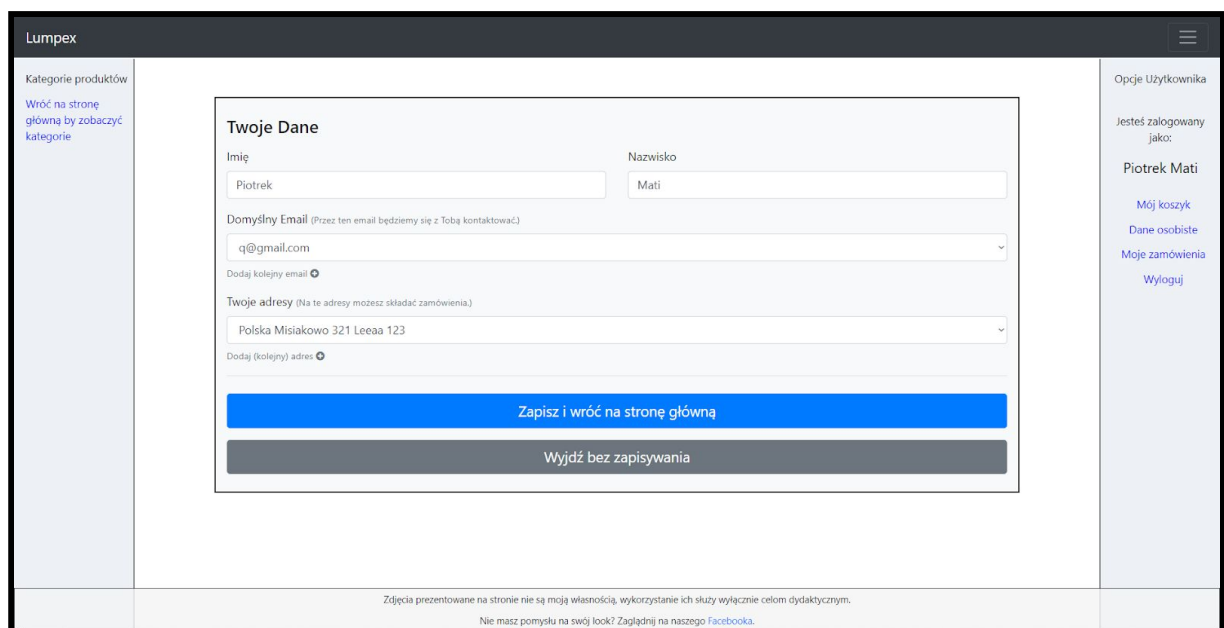 Lumpex
Kategorie produktów
Wróć na stronę
główną by zobaczyć
kategorie
Twoje Dane
Imię
Nazwisko
Piotrek
Mati
Domyślny Email (Przez ten email będziemy się z Tobą kontaktować.)
q@gmail.com
Dodaj kolejny email
Twoje adresy (Na te adresy możesz składać zamówienia.)
Polska Misiakowo 321 Leeaa 123
Dodaj (kolejny) adres
Zapisz i wróć na stronę główną
Wyjdź bez zapisywania
Opcje Użytkownika
Jesteś zalogowany
jako:
Piotrek Mati
Mój koszyk
Dane osobiste
Moje zamówienia
Wyloguj
Zdjęcia prezentowane na stronie nie są moją własnością, wykorzystanie ich służy wyłącznie celom dydaktycznym.
Nie masz pomysłu na swój look? Zaglądnij na naszego Facebooka.